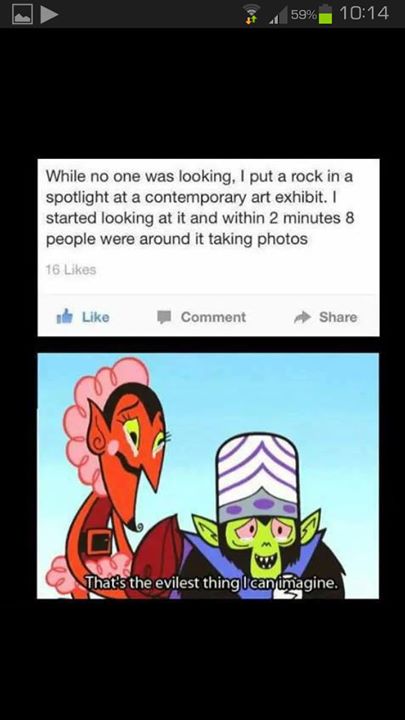 59% 10:14
While no one was looking, I put a rock in a
spotlight at a contemporary art exhibit. I
started looking at it and within 2 minutes 8
people were around it taking photos
16 Likes
Like Comment Share
That's the evilest thing I can imagine.